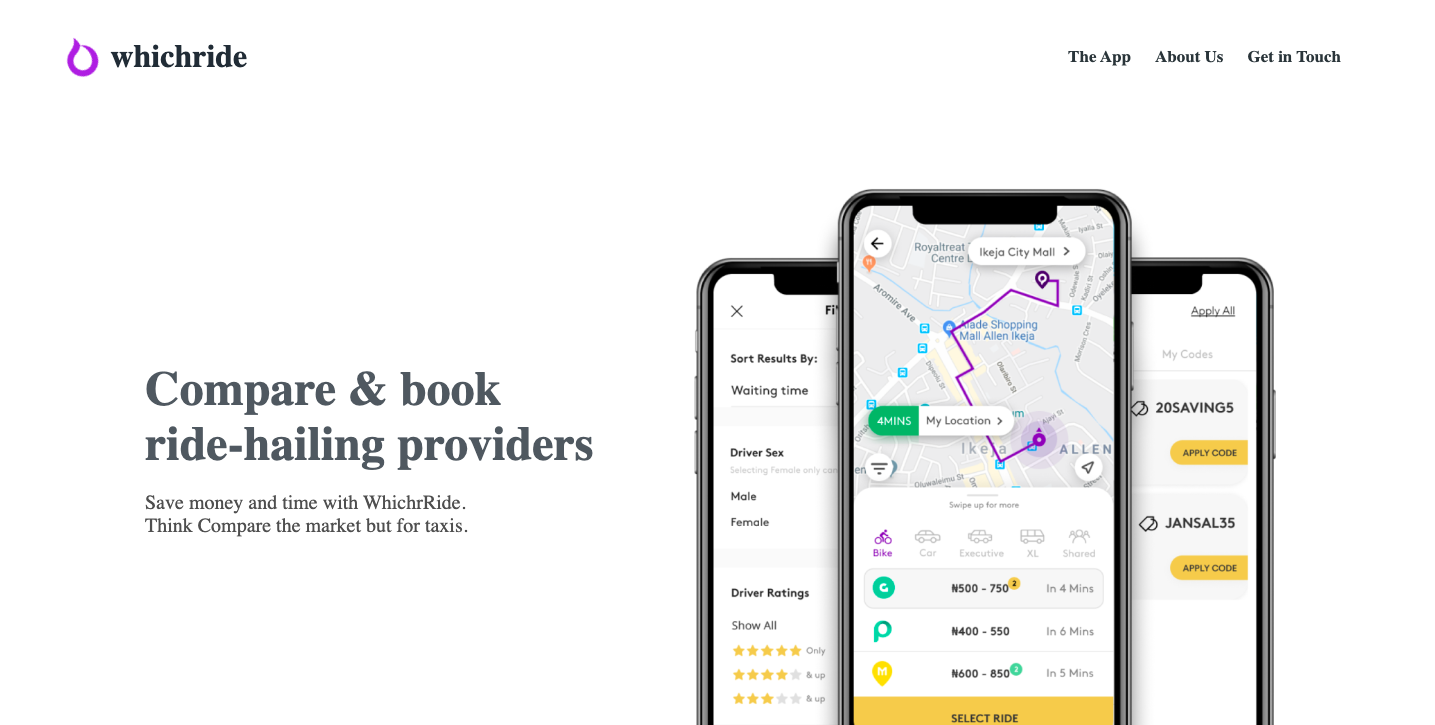 whichride
The App
About Us
Get in Touch
Compare & book
ride-hailing providers
Save money and time with WhichrRide.
Think Compare the market but for taxis.
Sort Results By:
Waiting time
Driver Sex
Selecting Female only
Male
Female
Driver Ratings
Show All
Only
& up
& up
Royaltreat
Centre
Ikeja City Mall
Iyalla St
Aromire Ave
Alade Shopping
Mall Allen Ikeja
4MINS
My Location
Ikeja
ALLEN
Swipe up for more
Bike
Car
Executive
XL
Shared
₦500 - 750
2
In 4 Mins
₦400 - 550
In 6 Mins
M
₦600 - 850
2
In 5 Mins
SELECT RIDE
Apply All
My Codes
20SAVING5
APPLY CODE
JANSAL35
APPLY CODE